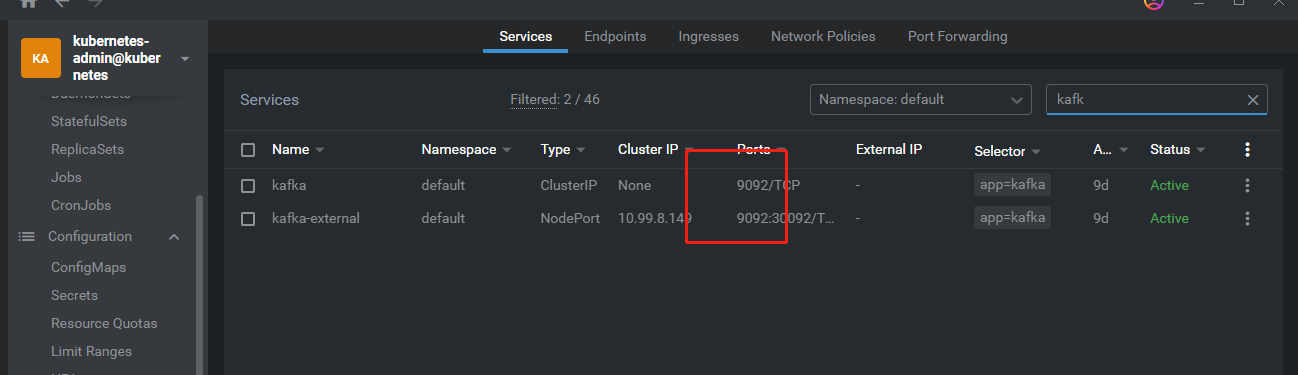 KA
kubernetes-
admin@kuber
netes
StatefulSets
ReplicaSets
Jobs
CronJobs
Configuration
ConfigMaps
Secrets
Resource Quotas
Limit Ranges
Services Endpoints Ingresses Network Policies Port Forwarding
Services Filtered: 2 / 46 Namespace: default kafk
Name Namespace Type Cluster IP Ports External IP Selector A... Status
kafka default ClusterIP None 9092/TCP - app=kafka 9d Active
kafka-external default NodePort 10.99.8.149 9092:30092/T... - app=kafka 9d Active